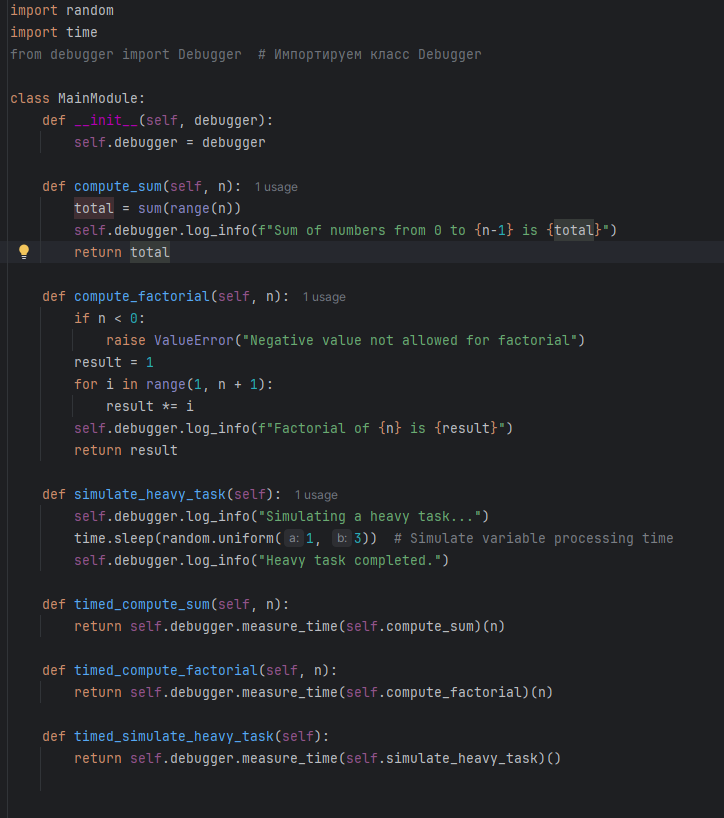 import random
import time
from debugger import Debugger  # Импортируем класс Debugger

class MainModule:
    def __init__(self, debugger):
        self.debugger = debugger

    def compute_sum(self, n):  1 usage
        total = sum(range(n))
        self.debugger.log_info(f"Sum of numbers from 0 to {n-1} is {total}")
        return total

    def compute_factorial(self, n):  1 usage
        if n < 0:
            raise ValueError("Negative value not allowed for factorial")
        result = 1
        for i in range(1, n + 1):
            result *= i
        self.debugger.log_info(f"Factorial of {n} is {result}")
        return result

    def simulate_heavy_task(self):  1 usage
        self.debugger.log_info("Simulating a heavy task...")
        time.sleep(random.uniform( a: 1,  b: 3))  # Simulate variable processing time
        self.debugger.log_info("Heavy task completed.")

    def timed_compute_sum(self, n):
        return self.debugger.measure_time(self.compute_sum)(n)

    def timed_compute_factorial(self, n):
        return self.debugger.measure_time(self.compute_factorial)(n)

    def timed_simulate_heavy_task(self):
        return self.debugger.measure_time(self.simulate_heavy_task)()